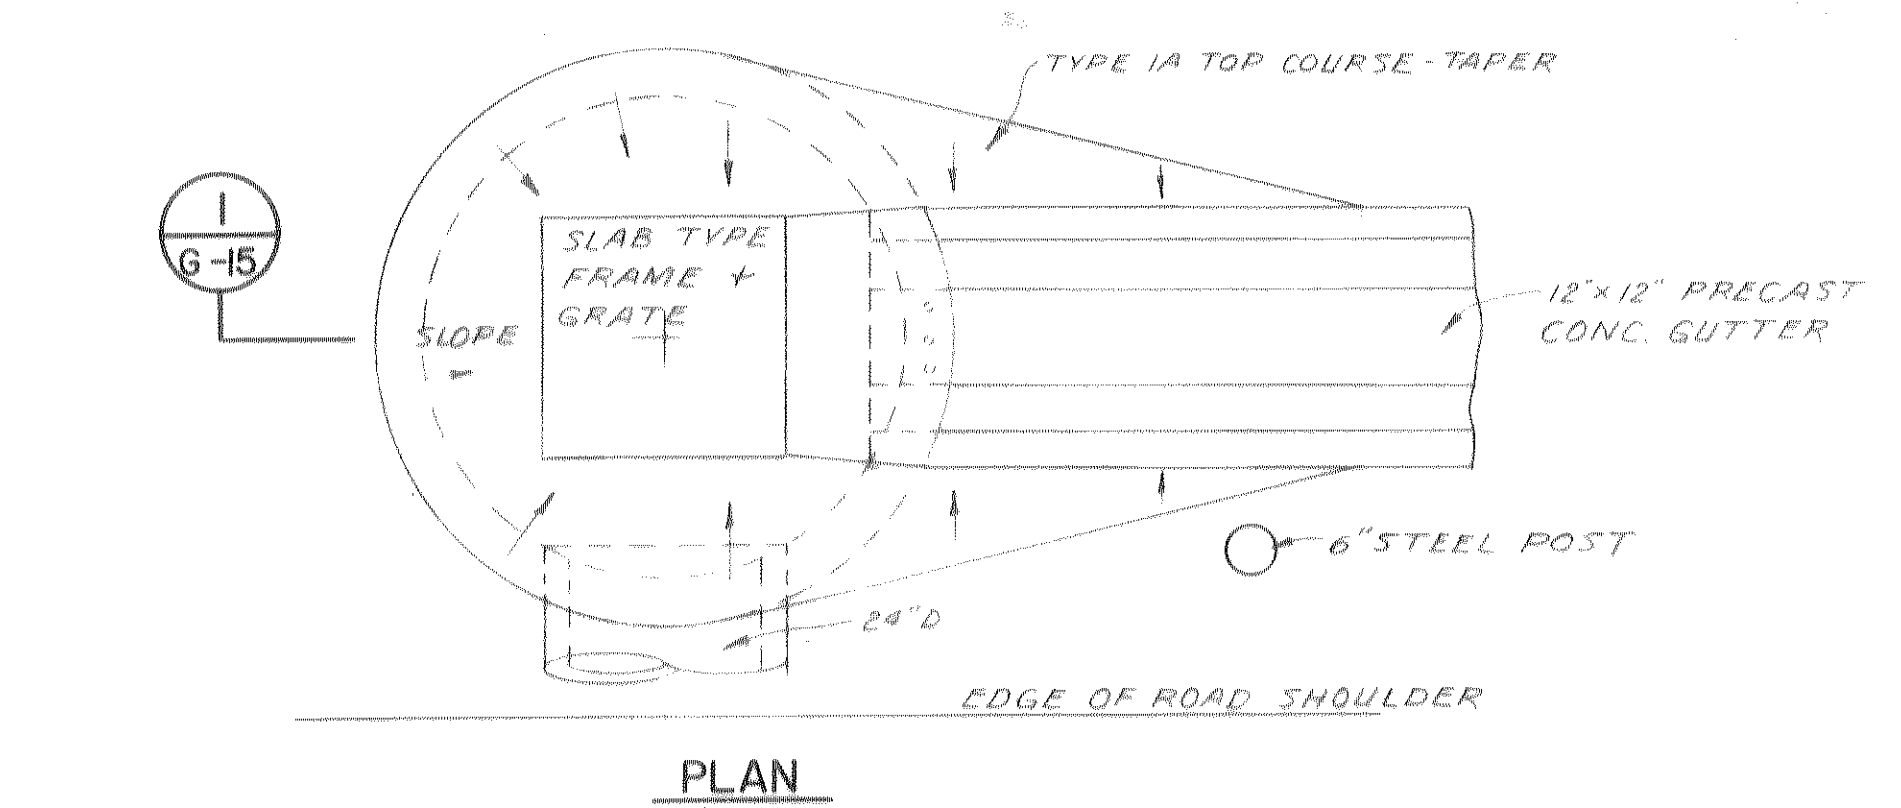 TYPE 1A TOP COURSE-TAPER
1
G-15
SLAB TYPE
FRAME +
GRATE
SLOPE
12"x12" PRECAST
CONC. GUTTER
6" STEEL POST
24"D
EDGE OF ROAD SHOULDER
PLAN